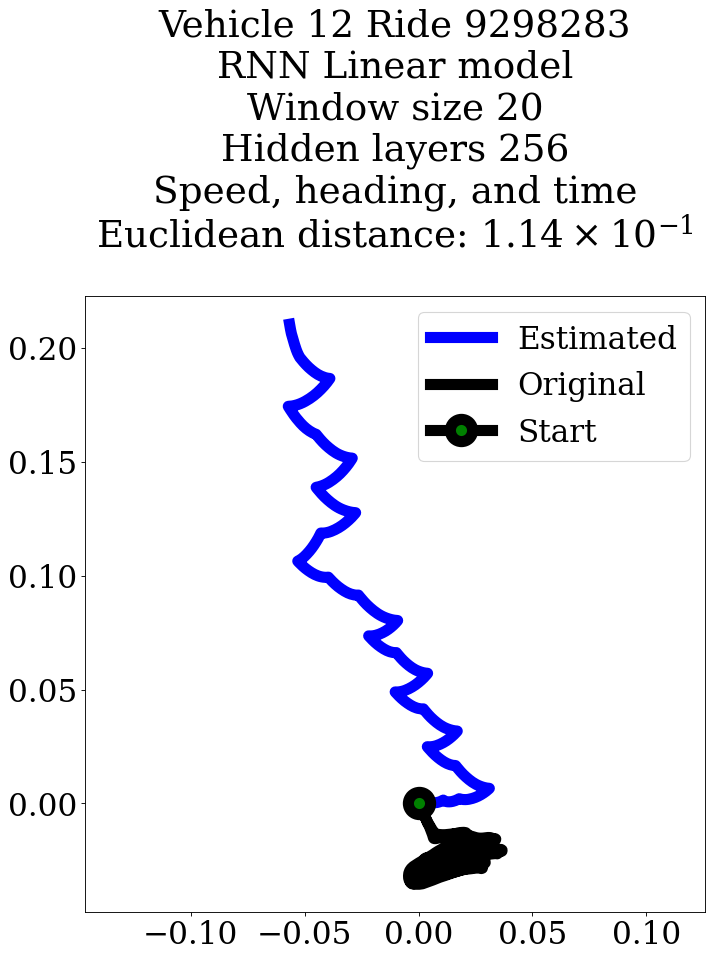 Vehicle 12 Ride 9298283
RNN Linear model
Window size 20
Hidden layers 256
Speed, heading, and time
Euclidean distance: 1.14 × 10⁻¹
Estimated
Original
Start
0.20
0.15
0.10
0.05
0.00
−0.10 −0.05 0.00 0.05 0.10